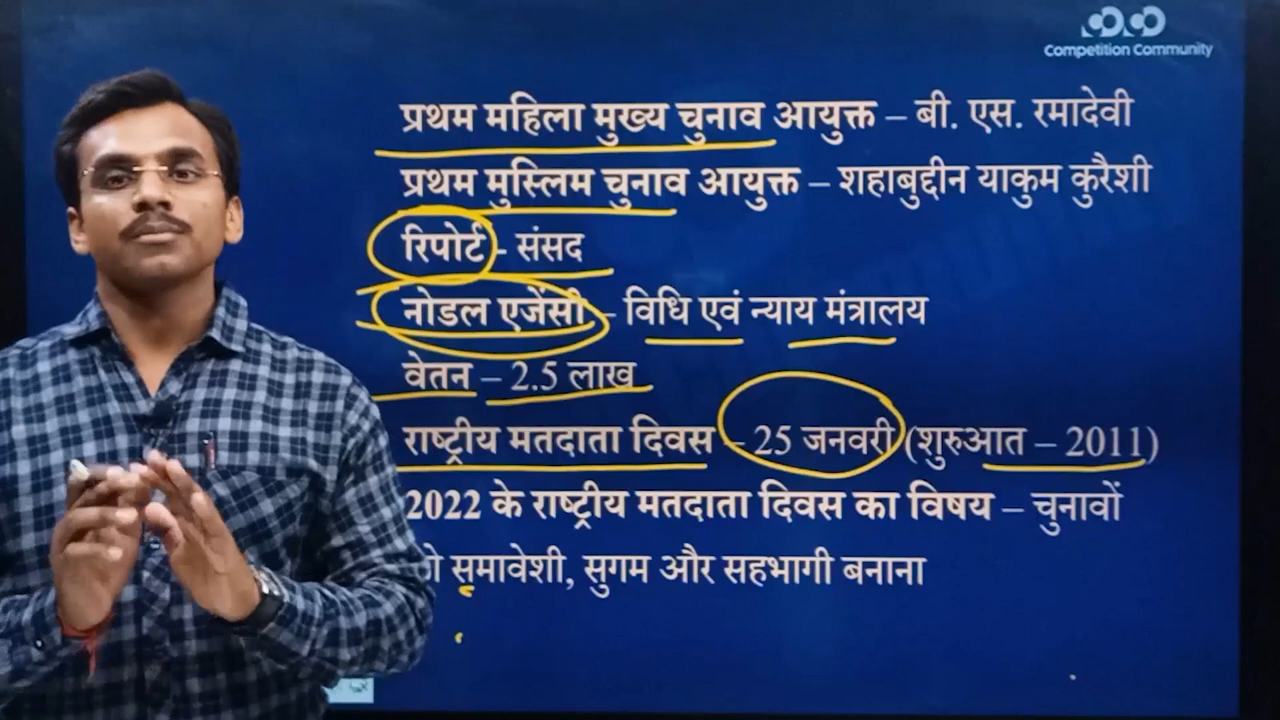 Competition Community
प्रथम महिला मुख्य चुनाव आयुक्त – बी. एस. रमादेवी
प्रथम मुस्लिम चुनाव आयुक्त – शहाबुद्दीन याकुम कुरैशी
रिपोर्ट - संसद
नोडल एजेंसी – विधि एवं न्याय मंत्रालय
वेतन – 2.5 लाख
राष्ट्रीय मतदाता दिवस – 25 जनवरी (शुरुआत – 2011)
2022 के राष्ट्रीय मतदाता दिवस का विषय – चुनावों
समावेशी, सुगम और सहभागी बनाना